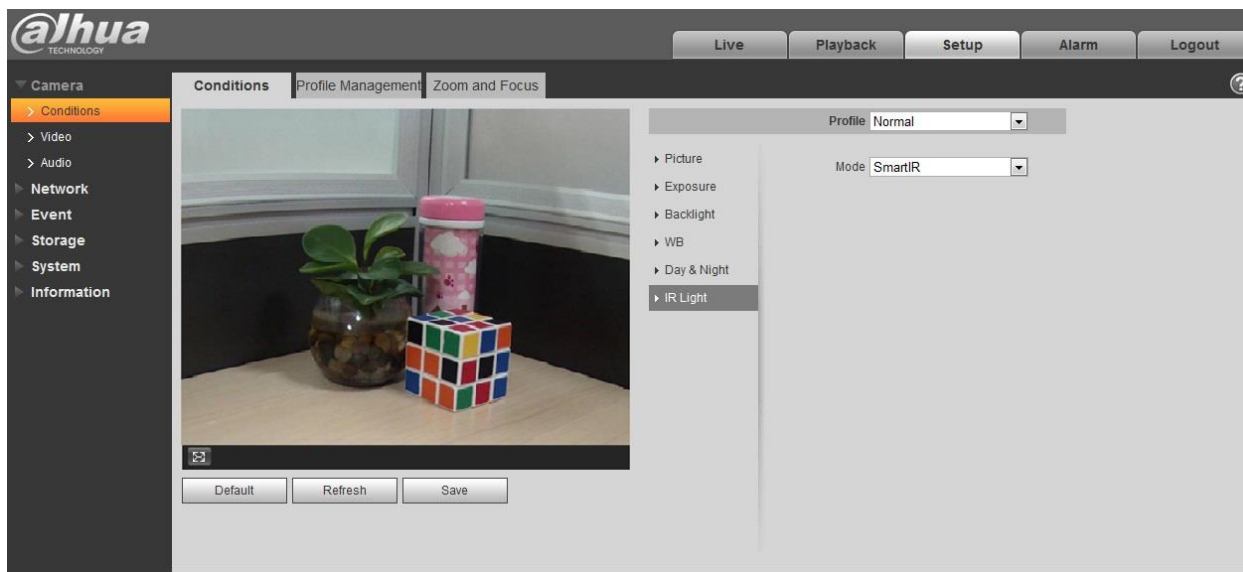 alhua
TECHNOLOGY
Live
Playback
Setup
Alarm
Logout
Camera
Conditions
Video
Audio
Network
Event
Storage
System
Information
Conditions
Profile Management
Zoom and Focus
?
Profile Normal
Picture
Exposure
Backlight
WB
Day & Night
IR Light
Mode SmartIR
Default
Refresh
Save